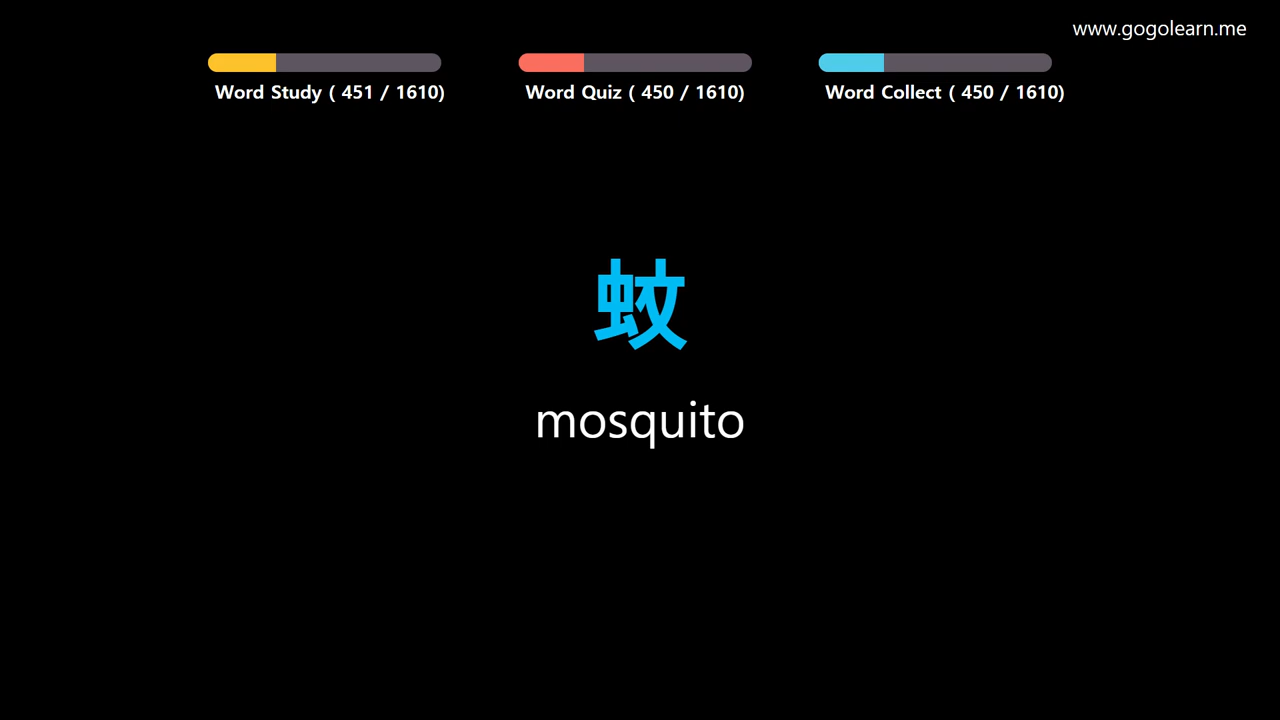 www.gogolearn.me
Word Study ( 451 / 1610)
Word Quiz ( 450 / 1610)
Word Collect ( 450 / 1610)
蚊
mosquito